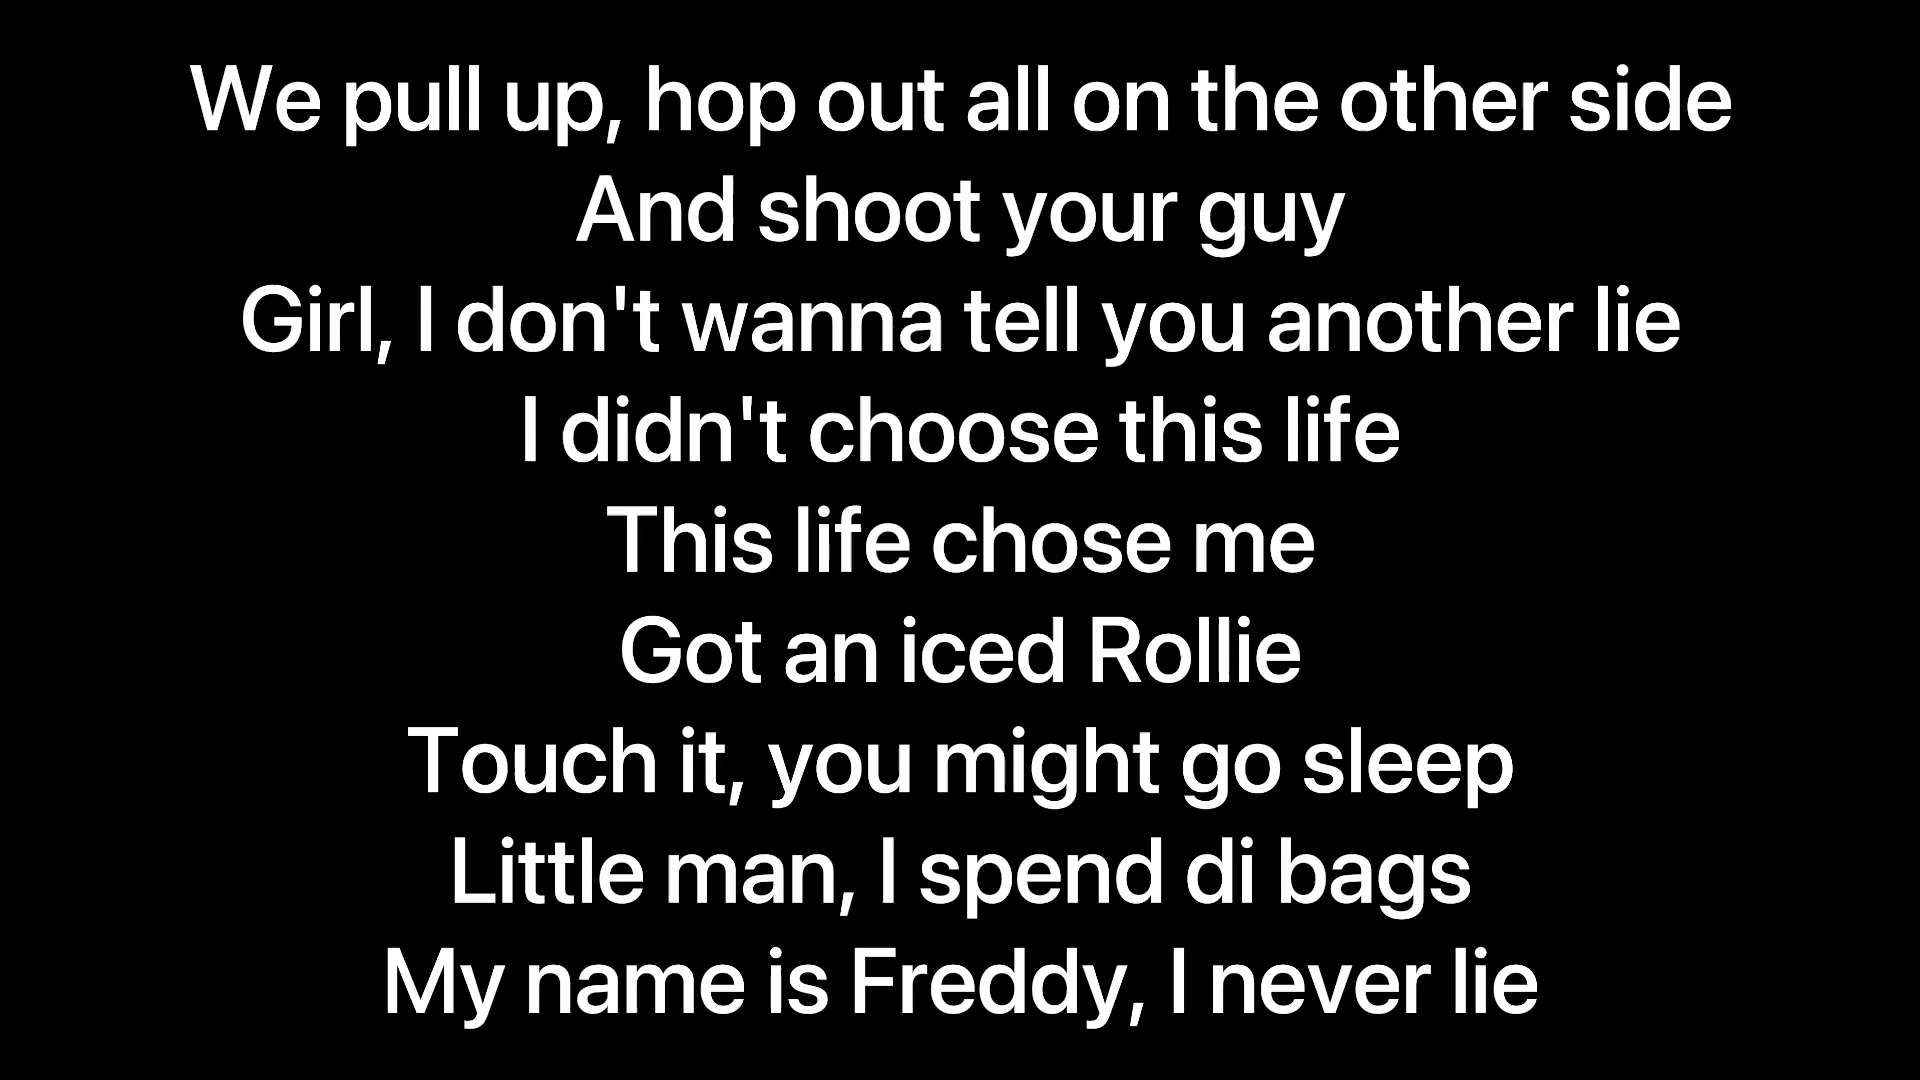 We pull up, hop out all on the other side
And shoot your guy
Girl, I don't wanna tell you another lie
I didn't choose this life
This life chose me
Got an iced Rollie
Touch it, you might go sleep
Little man, I spend di bags
My name is Freddy, I never lie